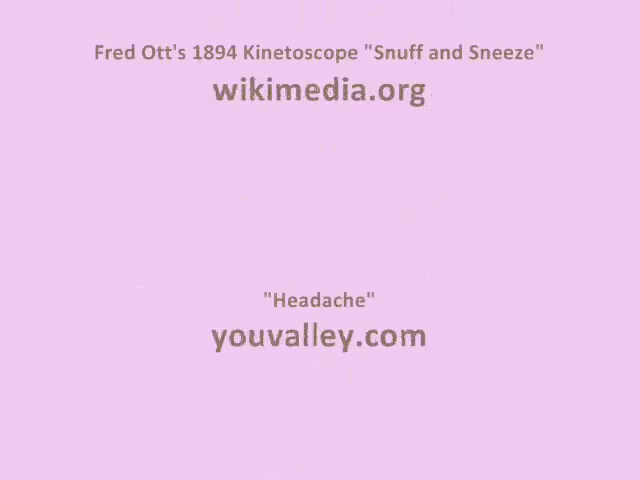 Fred Ott's 1894 Kinetoscope "Snuff and Sneeze"
wikimedia.org
"Headache"
youvalley.com